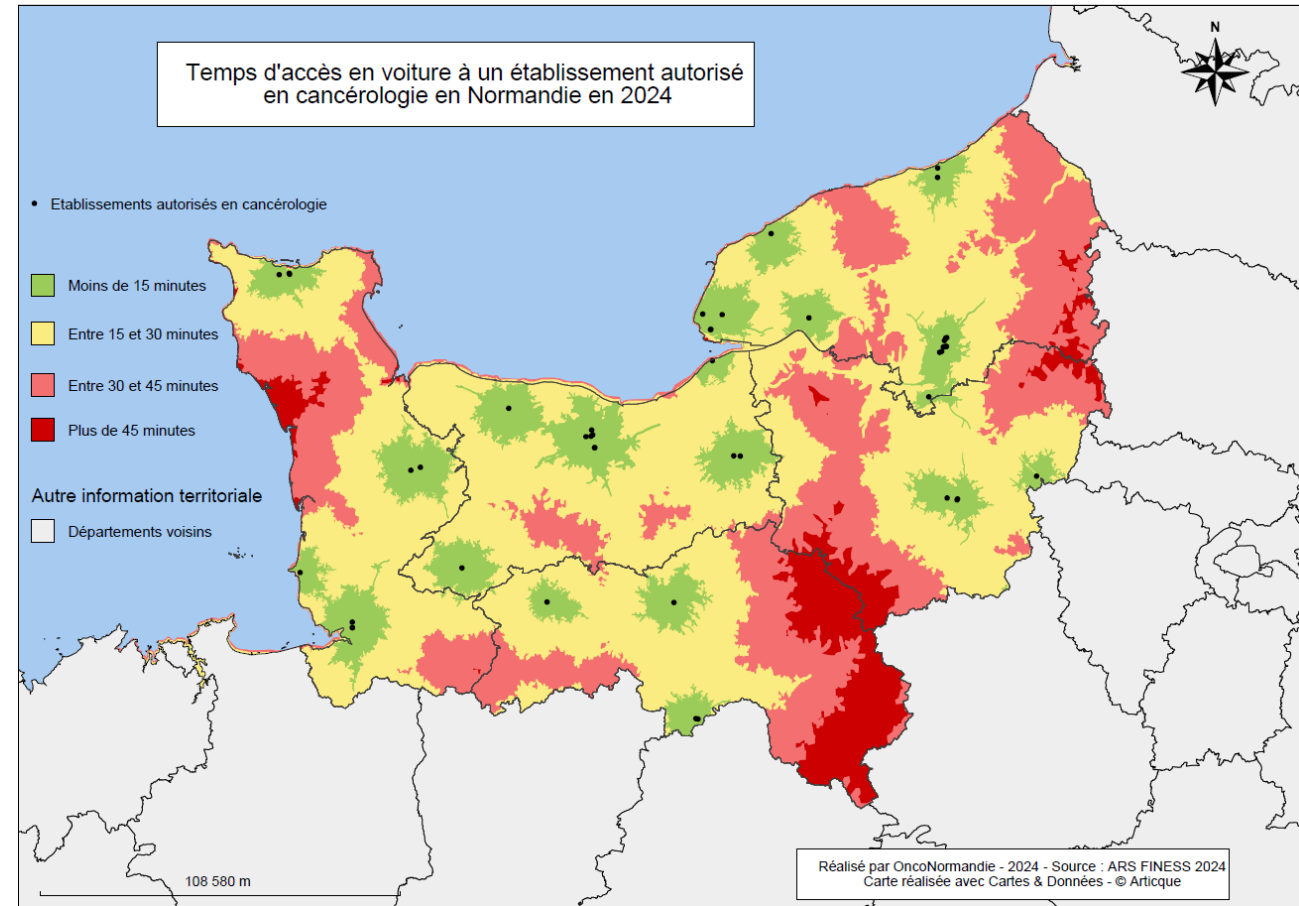 Temps d'accès en voiture à un établissement autorisé
en cancérologie en Normandie en 2024
N
Etablissements autorisés en cancérologie
Moins de 15 minutes
Entre 15 et 30 minutes
Entre 30 et 45 minutes
Plus de 45 minutes
Autre information territoriale
Départements voisins
108 580 m
Réalisé par OncoNormandie - 2024 - Source : ARS FINESS 2024
Carte réalisée avec Cartes & Données - © Articque